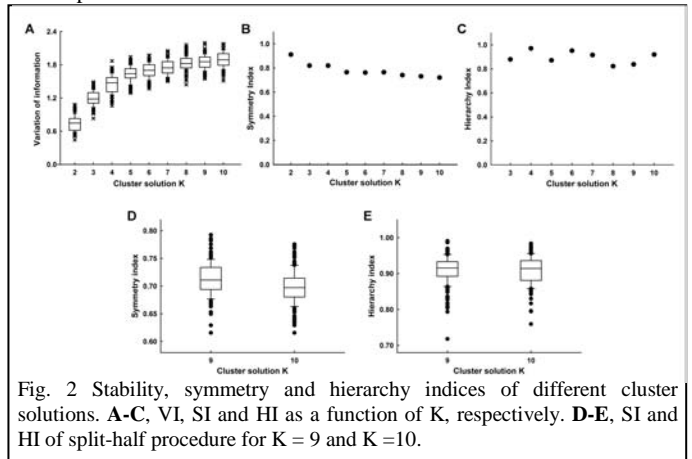 A
B
C
2.4
1.8
1.2
0.6
0.0
Variation of information
2 3 4 5 6 7 8 9 10
Cluster solution K
1.0
0.8
0.6
0.4
0.2
0.0
Symmetry Index
2 3 4 5 6 7 8 9 10
Cluster solution K
1.0
0.8
0.6
0.4
0.2
0.0
Hierarchy Index
3 4 5 6 7 8 9 10
Cluster solution K
D
E
0.80
0.75
0.70
0.65
0.60
Symmetry index
9 10
Cluster solution K
1.00
0.90
0.80
0.70
Hierarchy index
9 10
Cluster solution K
Fig. 2 Stability, symmetry and hierarchy indices of different cluster
solutions. A-C, VI, SI and HI as a function of K, respectively. D-E, SI and
HI of split-half procedure for K = 9 and K =10.